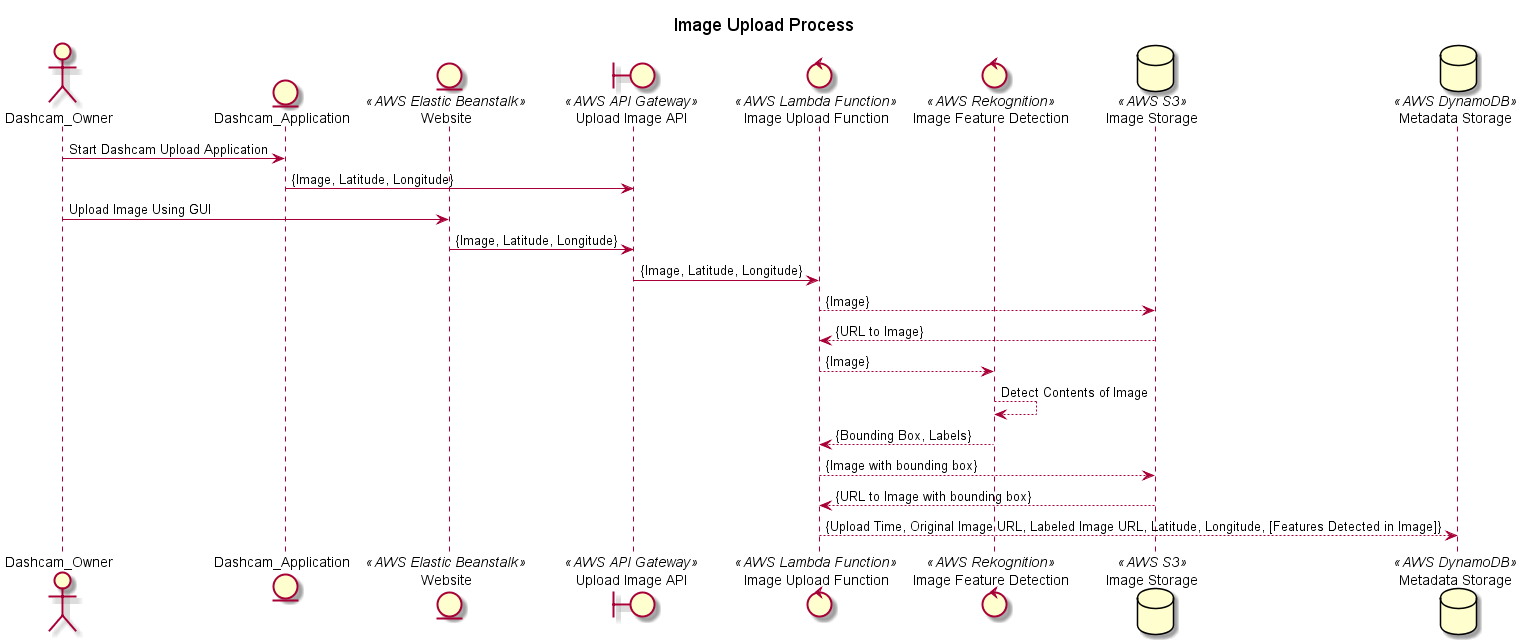 Image Upload Process
Dashcam_Owner
Dashcam_Application
«AWS Elastic Beanstalk»
Website
«AWS API Gateway»
Upload Image API
«AWS Lambda Function»
Image Upload Function
«AWS Rekognition»
Image Feature Detection
«AWS S3»
Image Storage
«AWS DynamoDB»
Metadata Storage
Start Dashcam Upload Application
{Image, Latitude, Longitude}
Upload Image Using GUI
{Image, Latitude, Longitude}
{Image, Latitude, Longitude}
{Image}
{URL to Image}
{Image}
Detect Contents of Image
{Bounding Box, Labels}
{Image with bounding box}
{URL to Image with bounding box}
{Upload Time, Original Image URL, Labeled Image URL, Latitude, Longitude, [Features Detected in Image]}
Dashcam_Owner
Dashcam_Application
«AWS Elastic Beanstalk»
Website
«AWS API Gateway»
Upload Image API
«AWS Lambda Function»
Image Upload Function
«AWS Rekognition»
Image Feature Detection
«AWS S3»
Image Storage
«AWS DynamoDB»
Metadata Storage